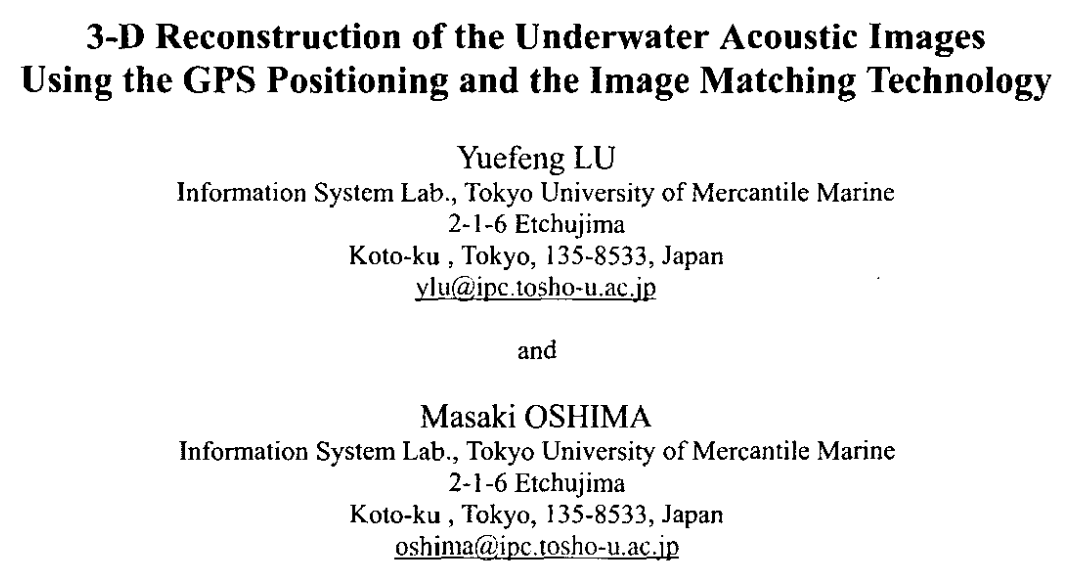 3-D Reconstruction of the Underwater Acoustic Images
Using the GPS Positioning and the Image Matching Technology
Yuefeng LU
Information System Lab., Tokyo University of Mercantile Marine
2-1-6 Etchujima
Koto-ku , Tokyo, 135-8533, Japan
ylu@ipc.tosho-u.ac.jp
and
Masaki OSHIMA
Information System Lab., Tokyo University of Mercantile Marine
2-1-6 Etchujima
Koto-ku , Tokyo, 135-8533, Japan
oshima@ipc.tosho-u.ac.jp